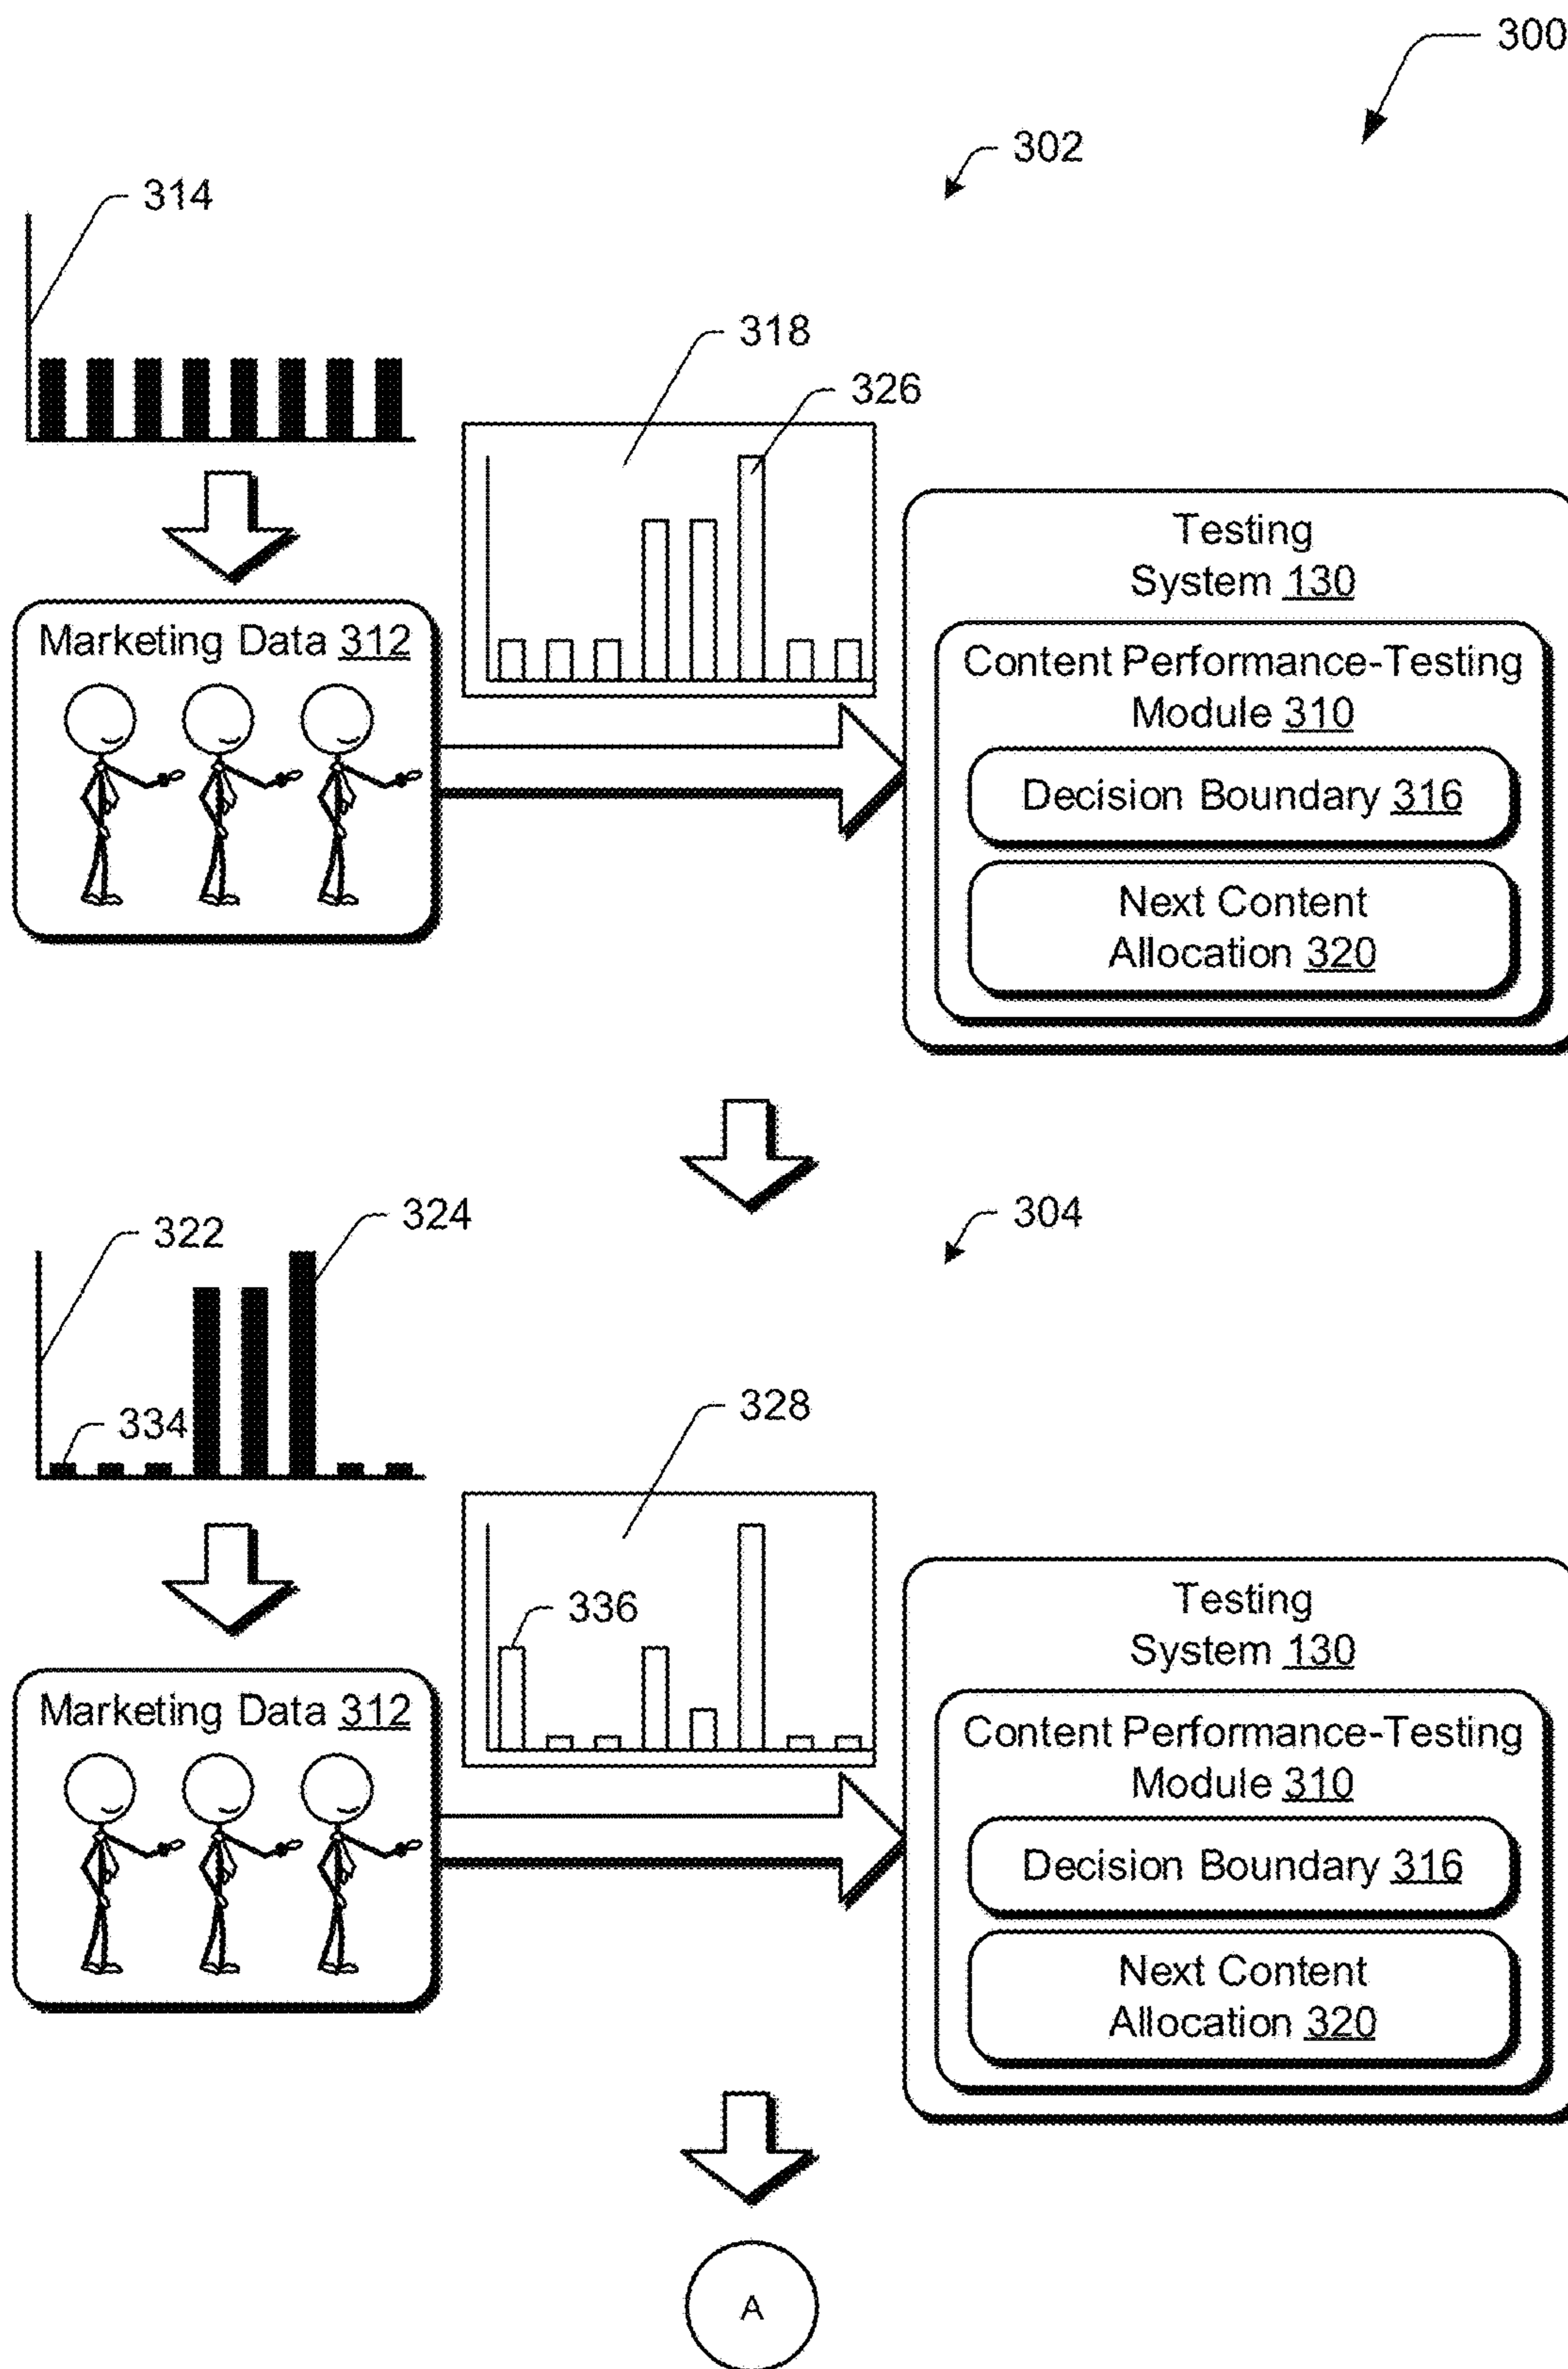 300
302
314
318
326
Testing
System 130
Marketing Data 312
Content Performance-Testing
Module 310
Decision Boundary 316
Next Content
Allocation 320
304
322
324
334
328
336
Testing
System 130
Marketing Data 312
Content Performance-Testing
Module 310
Decision Boundary 316
Next Content
Allocation 320
A